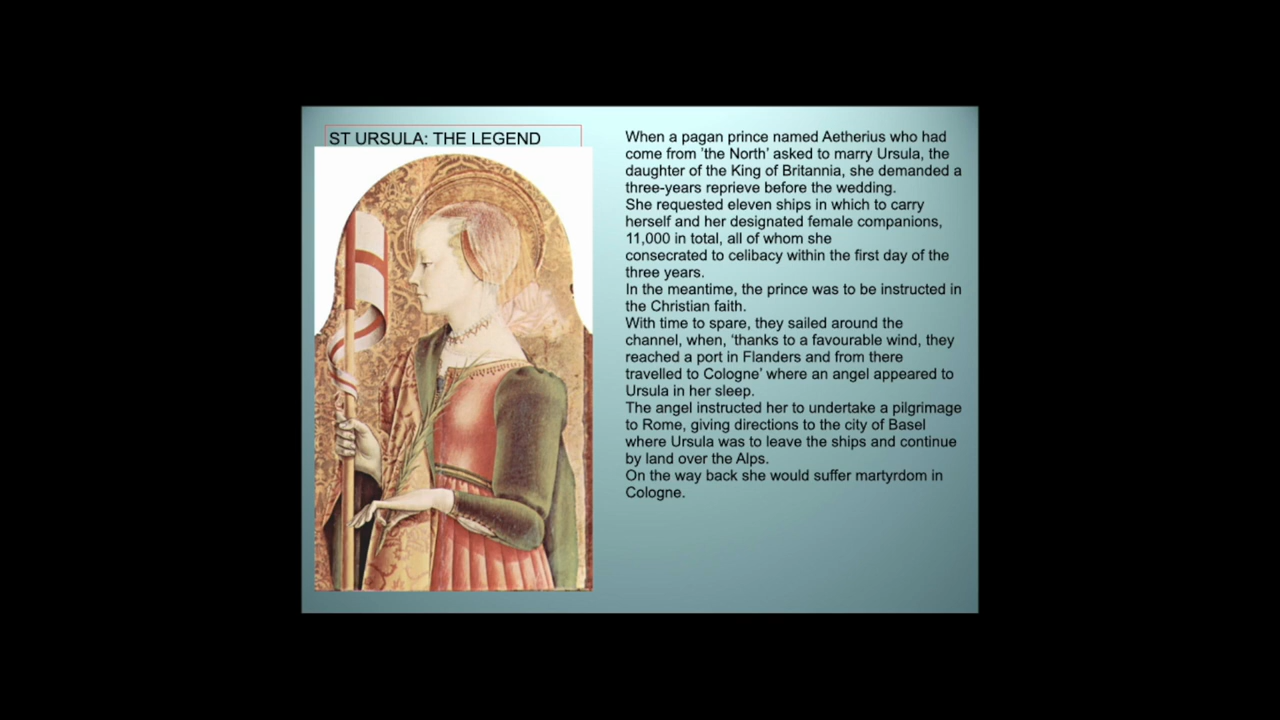 ST URSULA: THE LEGEND
When a pagan prince named Aetherius who had
come from 'the North' asked to marry Ursula, the
daughter of the King of Britannia, she demanded a
three-years reprieve before the wedding.
She requested eleven ships in which to carry
herself and her designated female companions,
11,000 in total, all of whom she
consecrated to celibacy within the first day of the
three years.
In the meantime, the prince was to be instructed in
the Christian faith.
With time to spare, they sailed around the
channel, when, ‘thanks to a favourable wind, they
reached a port in Flanders and from there
travelled to Cologne’ where an angel appeared to
Ursula in her sleep.
The angel instructed her to undertake a pilgrimage
to Rome, giving directions to the city of Basel
where Ursula was to leave the ships and continue
by land over the Alps.
On the way back she would suffer martyrdom in
Cologne.